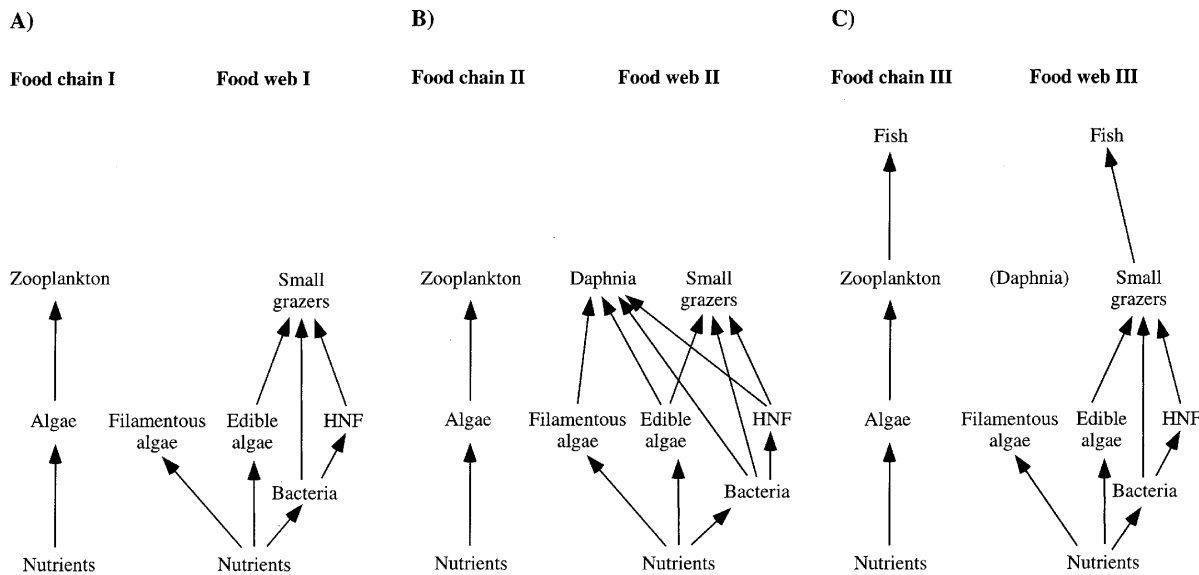 A)
Food chain I
Food web I
Zooplankton
Small
grazers
Algae
Filamentous
algae
Edible
algae
HNF
Bacteria
Nutrients
Nutrients
B)
Food chain II
Food web II
Zooplankton
Daphnia
Small
grazers
Algae
Filamentous
algae
Edible
algae
HNF
Bacteria
Nutrients
Nutrients
C)
Food chain III
Food web III
Fish
Fish
Zooplankton
(Daphnia)
Small
grazers
Algae
Filamentous
algae
Edible
algae
HNF
Bacteria
Nutrients
Nutrients